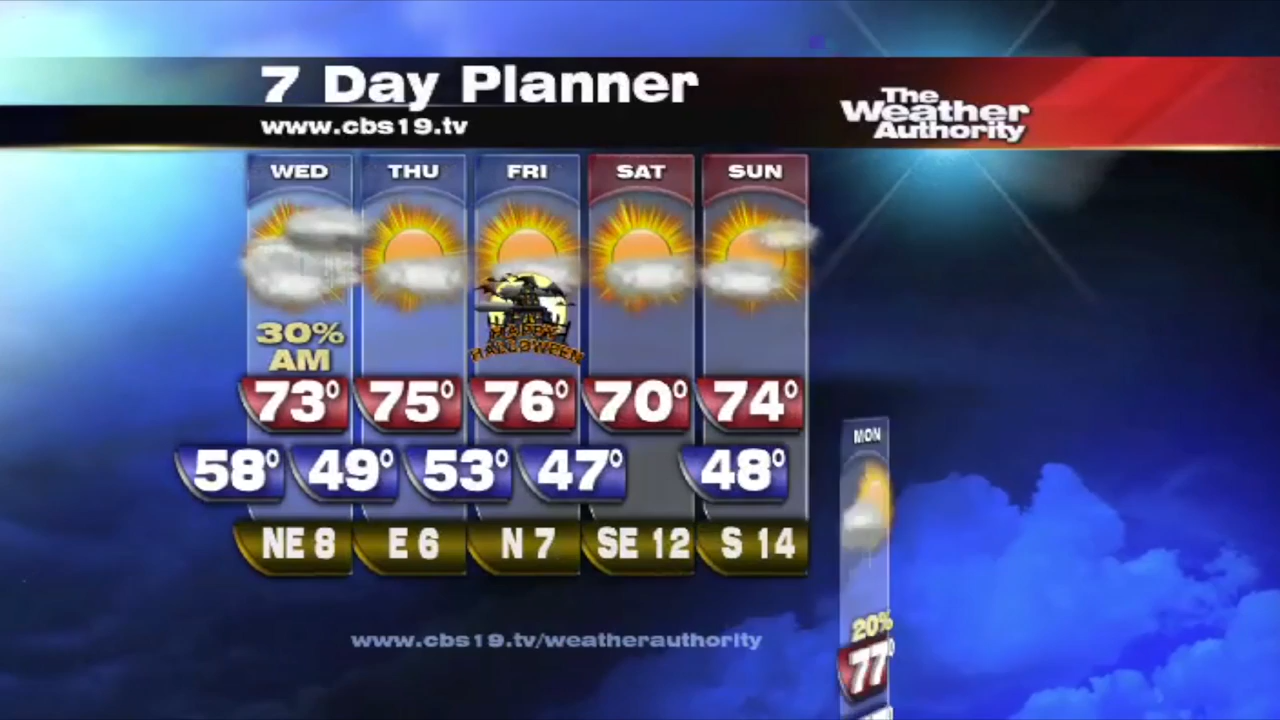 7 Day Planner
www.cbs19.tv
The
Weather
Authority
WED THU FRI SAT SUN
30%
AM
HAPPY
HALLOWEEN
73° 75° 76° 70° 74°
58° 49° 53° 47° 48°
NE 8 E 6 N 7 SE 12 S 14
MON
20%
77°
www.cbs19.tv/weatherauthority